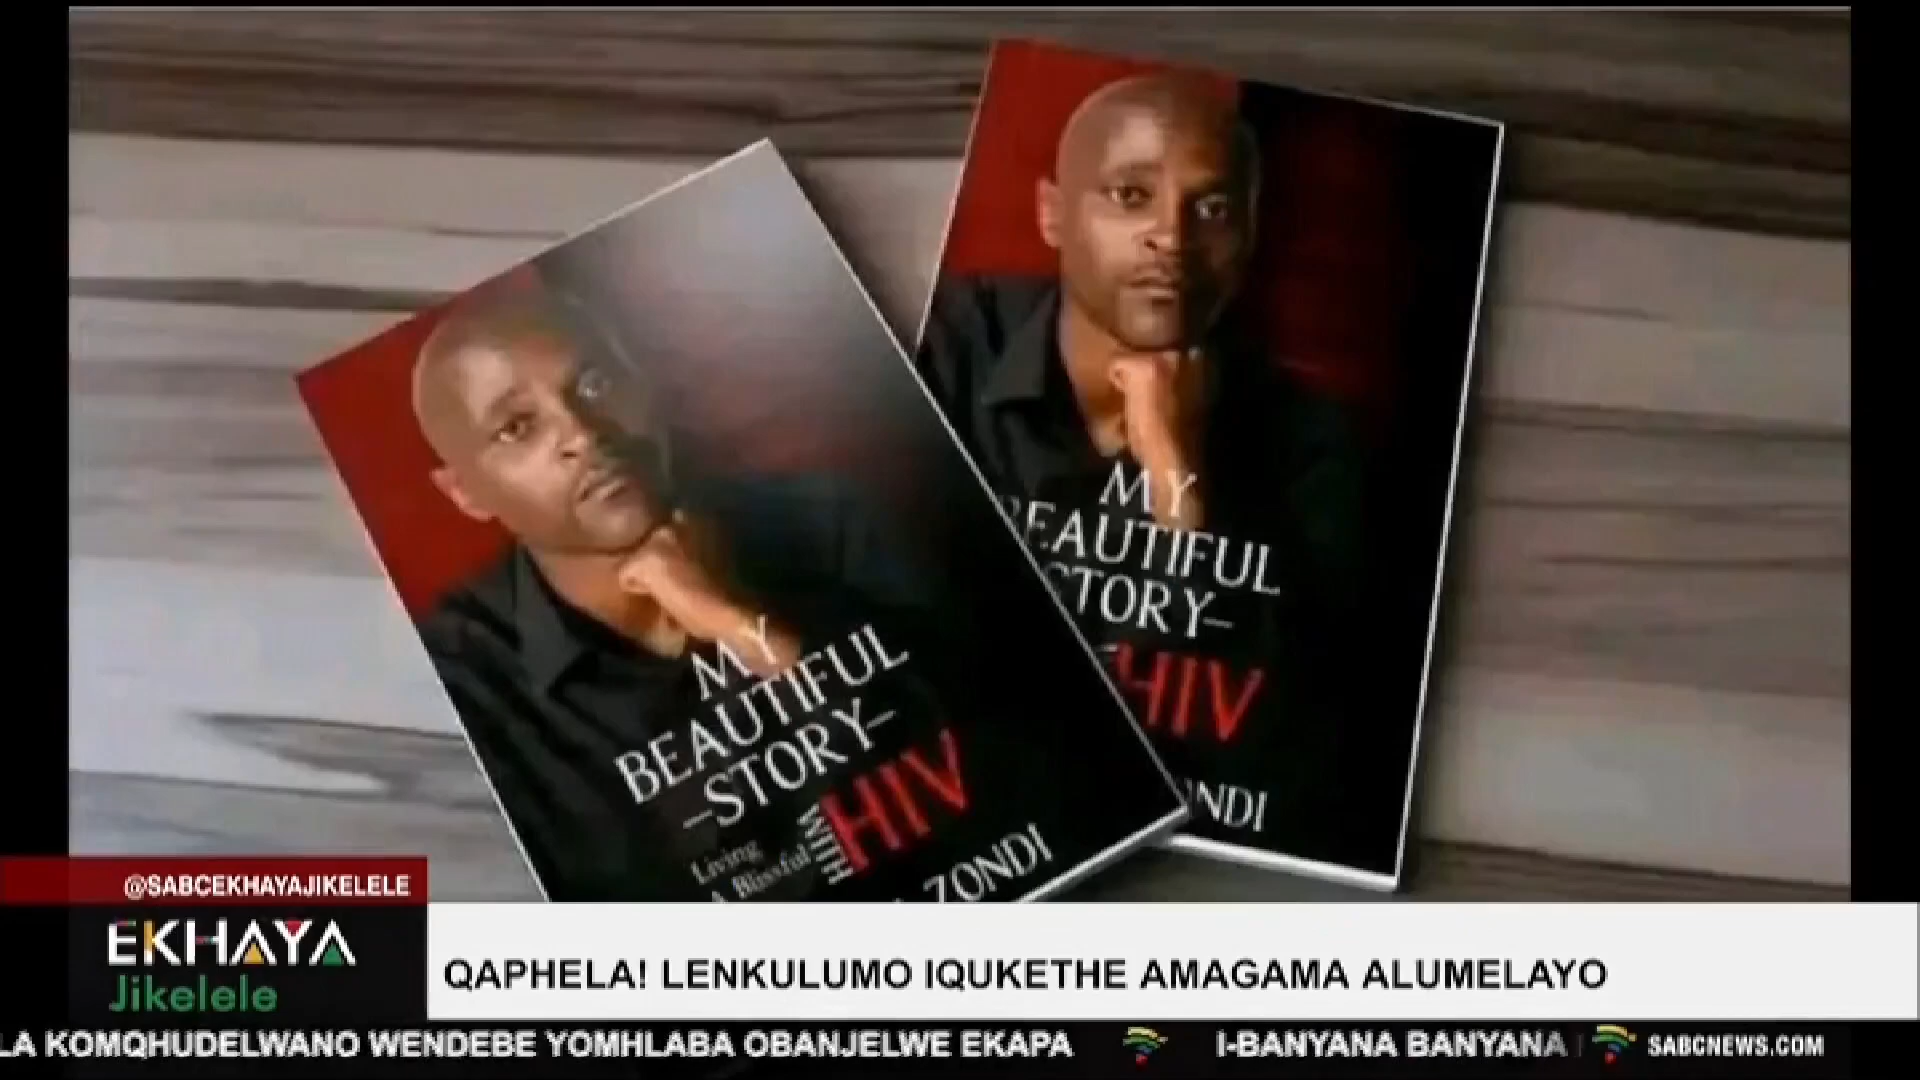 MY
BEAUTIFUL
–STORY–
Living
A Blissful
WITH
HIV
ZONDI
MY
BEAUTIFUL
STORY–
HIV
@SABCEKHAYAJIKELELE
EKHAYA
Jikelele
QAPHELA! LENKULUMO IQUKETHE AMAGAMA ALUMELAYO
LA KOMQHUDELWANO WENDEBE YOMHLABA OBANJELWE EKAPA
I-BANYANA BANYANA
SABCNEWS.COM